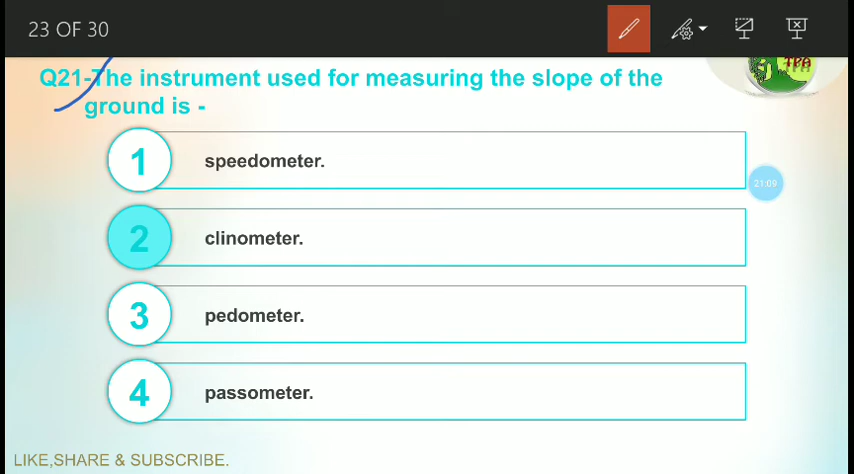 23 OF 30
TPA
Q21-The instrument used for measuring the slope of the
ground is -
1 speedometer.
21:09
2 clinometer.
3 pedometer.
4 passometer.
LIKE,SHARE & SUBSCRIBE.